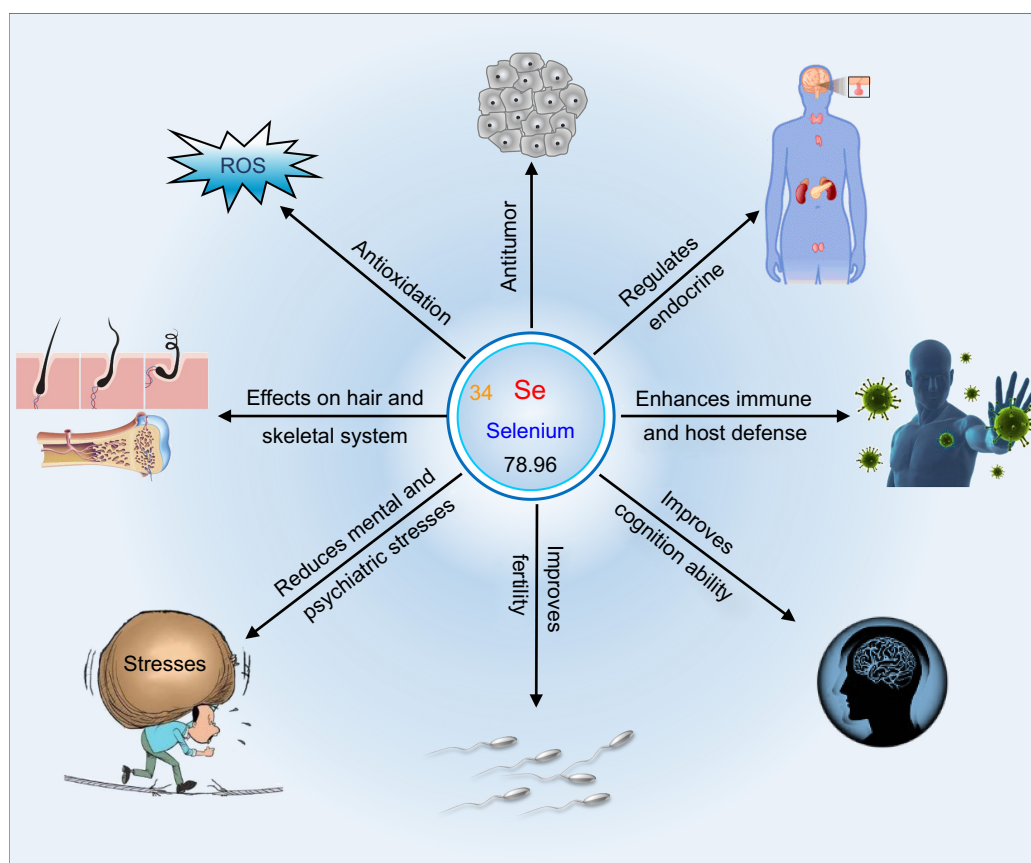 ROS
Antioxidation
Antitumor
Regulates
endocrine
Effects on hair and
skeletal system
34
Se
Selenium
78.96
Enhances immune
and host defense
Reduces mental and
psychiatric stresses
Improves
fertility
Improves
cognition ability
Stresses